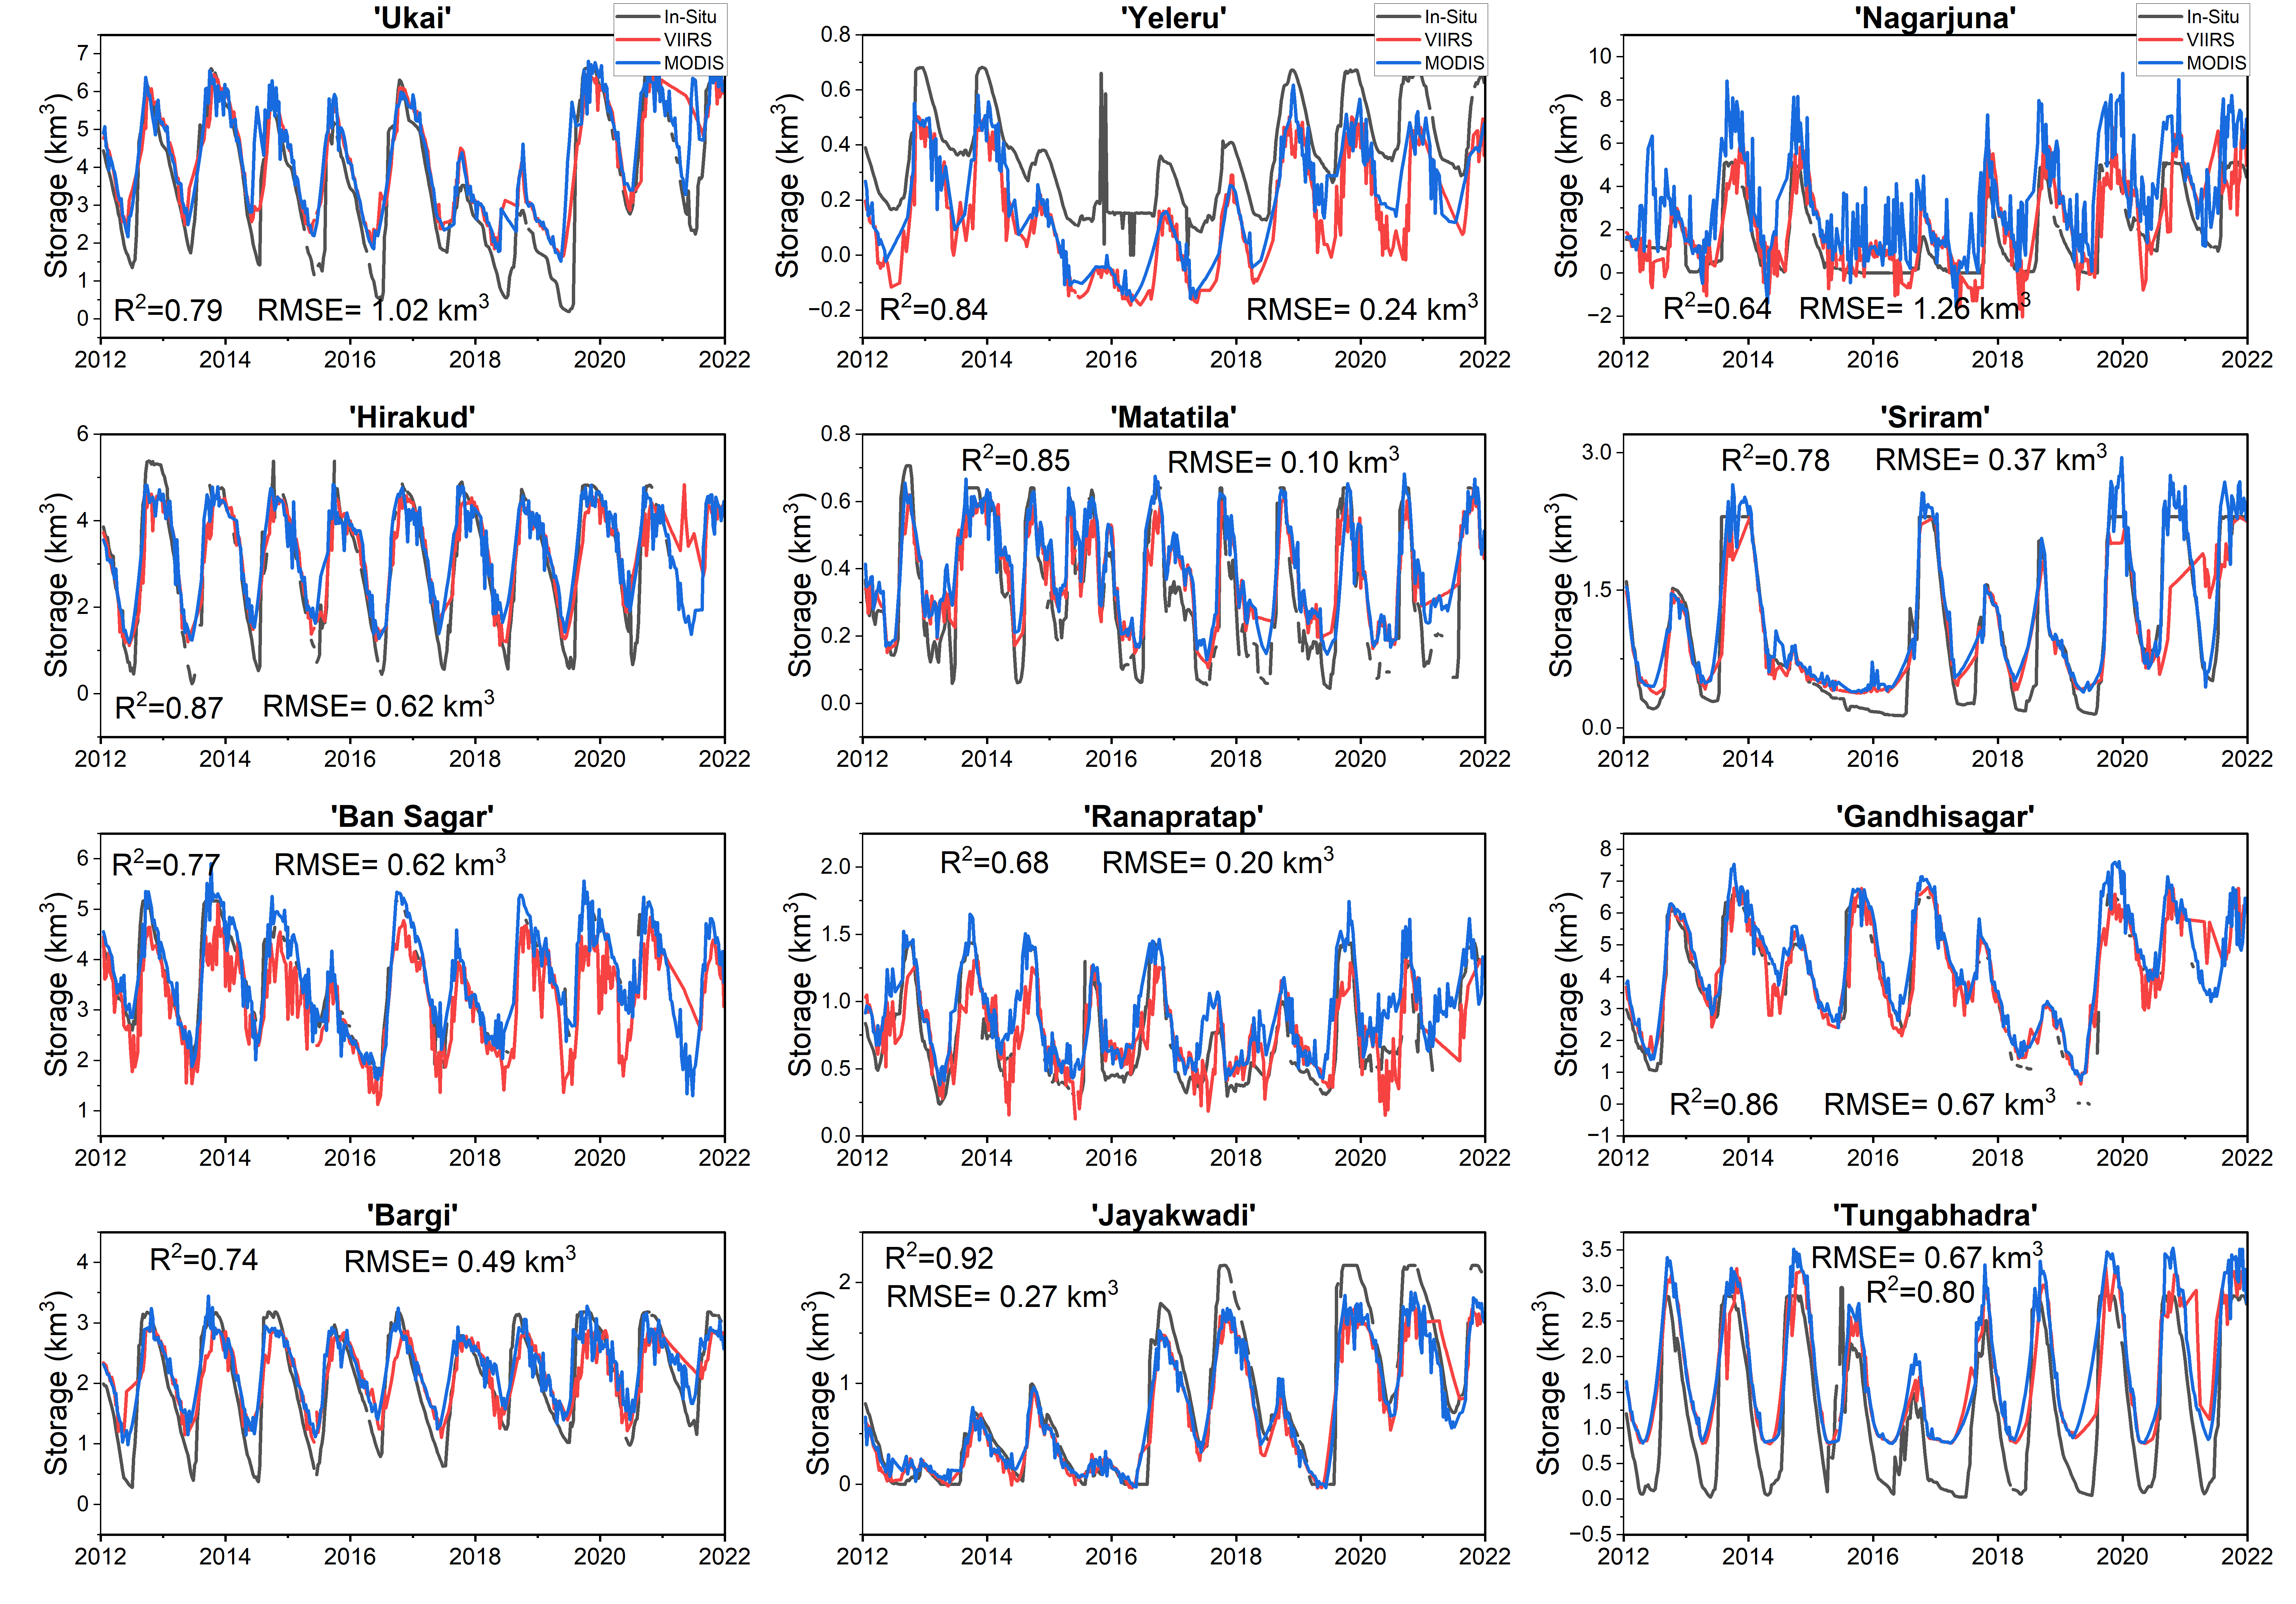 'Ukai'
In-Situ
VIIRS
MODIS
Storage (km³)
7
6
5
4
3
2
1
0
R²=0.79 RMSE= 1.02 km³
2012 2014 2016 2018 2020 2022
'Yeleru'
In-Situ
VIIRS
MODIS
Storage (km³)
0.8
0.6
0.4
0.2
0.0
−0.2
R²=0.84 RMSE= 0.24 km³
2012 2014 2016 2018 2020 2022
'Nagarjuna'
In-Situ
VIIRS
MODIS
Storage (km³)
10
8
6
4
2
0
−2
R²=0.64 RMSE= 1.26 km³
2012 2014 2016 2018 2020 2022
'Hirakud'
Storage (km³)
6
4
2
0
R²=0.87 RMSE= 0.62 km³
2012 2014 2016 2018 2020 2022
'Matatila'
R²=0.85 RMSE= 0.10 km³
Storage (km³)
0.8
0.6
0.4
0.2
0.0
2012 2014 2016 2018 2020 2022
'Sriram'
R²=0.78 RMSE= 0.37 km³
Storage (km³)
3.0
1.5
0.0
2012 2014 2016 2018 2020 2022
'Ban Sagar'
R²=0.77 RMSE= 0.62 km³
Storage (km³)
6
5
4
3
2
1
2012 2014 2016 2018 2020 2022
'Ranapratap'
R²=0.68 RMSE= 0.20 km³
Storage (km³)
2.0
1.5
1.0
0.5
0.0
2012 2014 2016 2018 2020 2022
'Gandhisagar'
Storage (km³)
8
7
6
5
4
3
2
1
0
−1
R²=0.86 RMSE= 0.67 km³
2012 2014 2016 2018 2020 2022
'Bargi'
R²=0.74 RMSE= 0.49 km³
Storage (km³)
4
3
2
1
0
2012 2014 2016 2018 2020 2022
'Jayakwadi'
R²=0.92
RMSE= 0.27 km³
Storage (km³)
2
1
0
2012 2014 2016 2018 2020 2022
'Tungabhadra'
RMSE= 0.67 km³
R²=0.80
Storage (km³)
3.5
3.0
2.5
2.0
1.5
1.0
0.5
0.0
−0.5
2012 2014 2016 2018 2020 2022